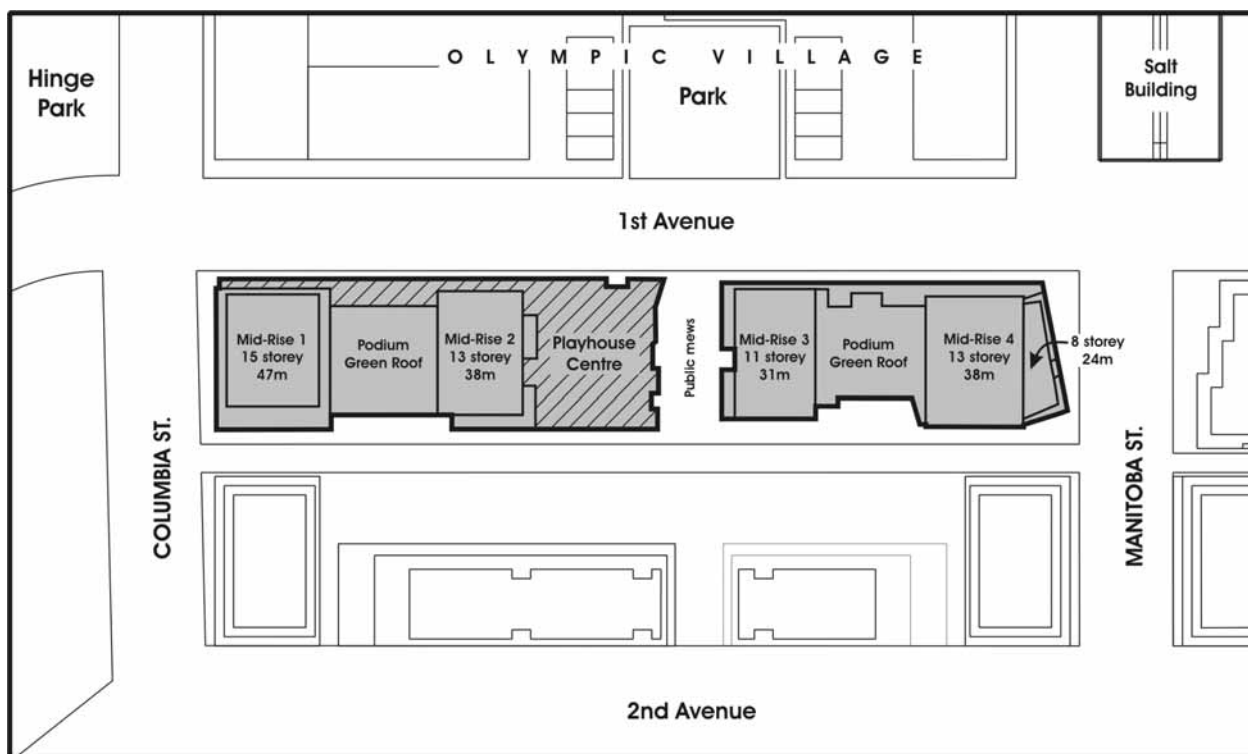 OLYMPIC VILLAGE
Hinge
Park
Park
Salt
Building
1st Avenue
Mid-Rise 1
15 storey
47m
Podium
Green Roof
Mid-Rise 2
13 storey
38m
Playhouse
Centre
Public mews
Mid-Rise 3
11 storey
31m
Podium
Green Roof
Mid-Rise 4
13 storey
38m
8 storey
24m
COLUMBIA ST.
MANITOBA ST.
2nd Avenue